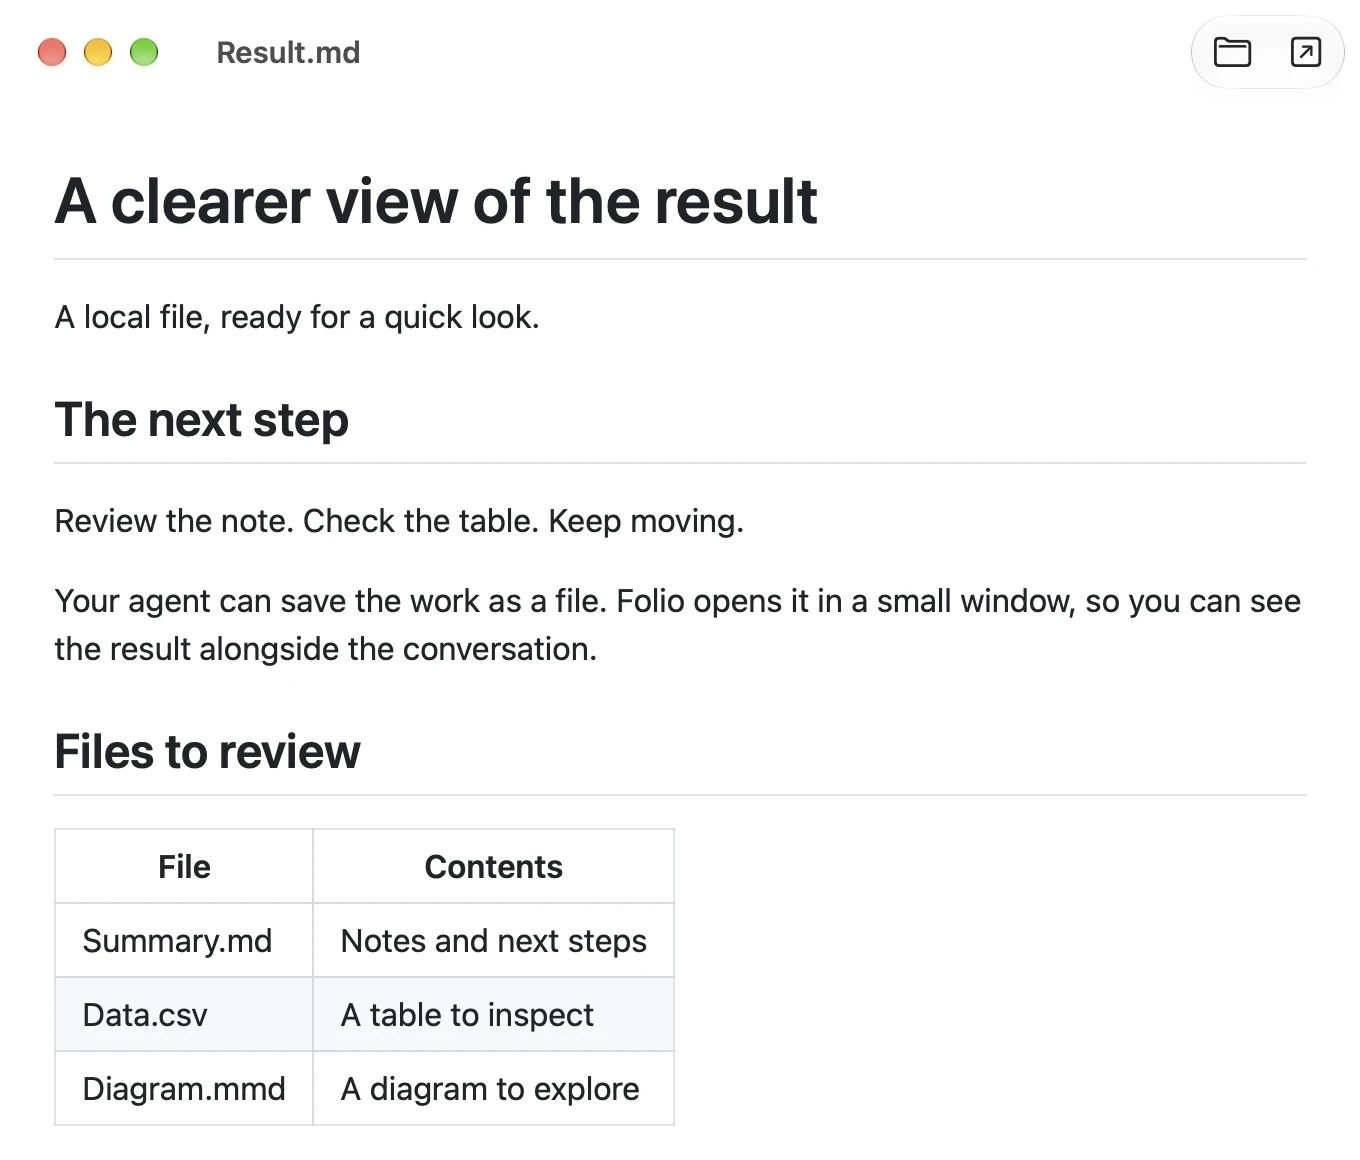 Result.md
A clearer view of the result
A local file, ready for a quick look.
The next step
Review the note. Check the table. Keep moving.
Your agent can save the work as a file. Folio opens it in a small window, so you can see
the result alongside the conversation.
Files to review
File Contents
Summary.md Notes and next steps
Data.csv A table to inspect
Diagram.mmd A diagram to explore